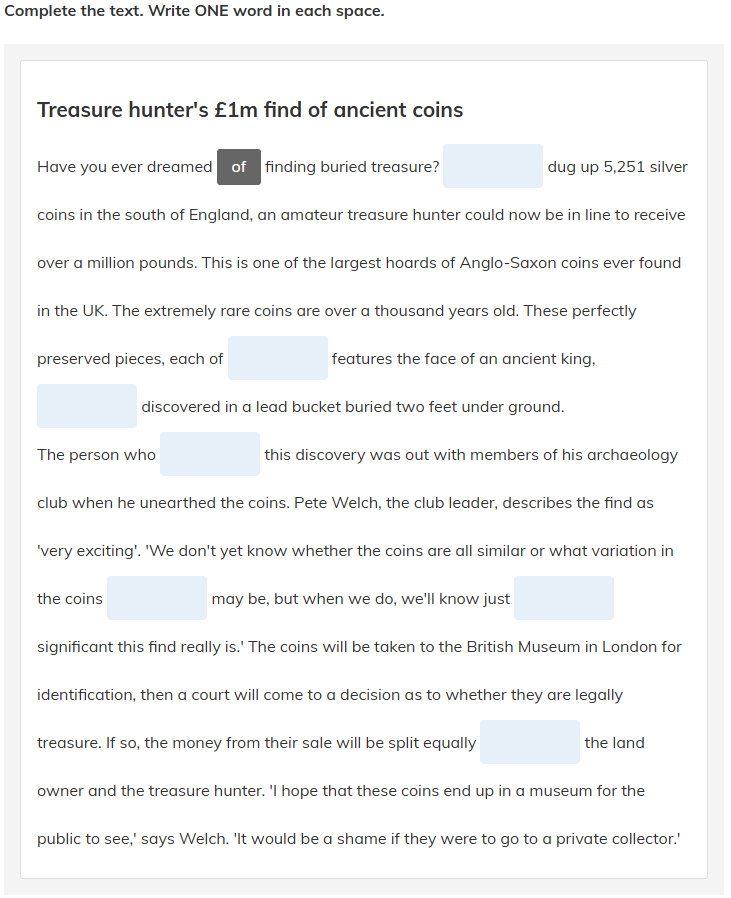 Complete the text. Write ONE word in each space.
Treasure hunter's £1m find of ancient coins
Have you ever dreamed of finding buried treasure? dug up 5,251 silver
coins in the south of England, an amateur treasure hunter could now be in line to receive
over a million pounds. This is one of the largest hoards of Anglo-Saxon coins ever found
in the UK. The extremely rare coins are over a thousand years old. These perfectly
preserved pieces, each of features the face of an ancient king,
discovered in a lead bucket buried two feet under ground.
The person who this discovery was out with members of his archaeology
club when he unearthed the coins. Pete Welch, the club leader, describes the find as
'very exciting'. 'We don't yet know whether the coins are all similar or what variation in
the coins may be, but when we do, we'll know just
significant this find really is.' The coins will be taken to the British Museum in London for
identification, then a court will come to a decision as to whether they are legally
treasure. If so, the money from their sale will be split equally the land
owner and the treasure hunter. 'I hope that these coins end up in a museum for the
public to see,' says Welch. 'It would be a shame if they were to go to a private collector.'